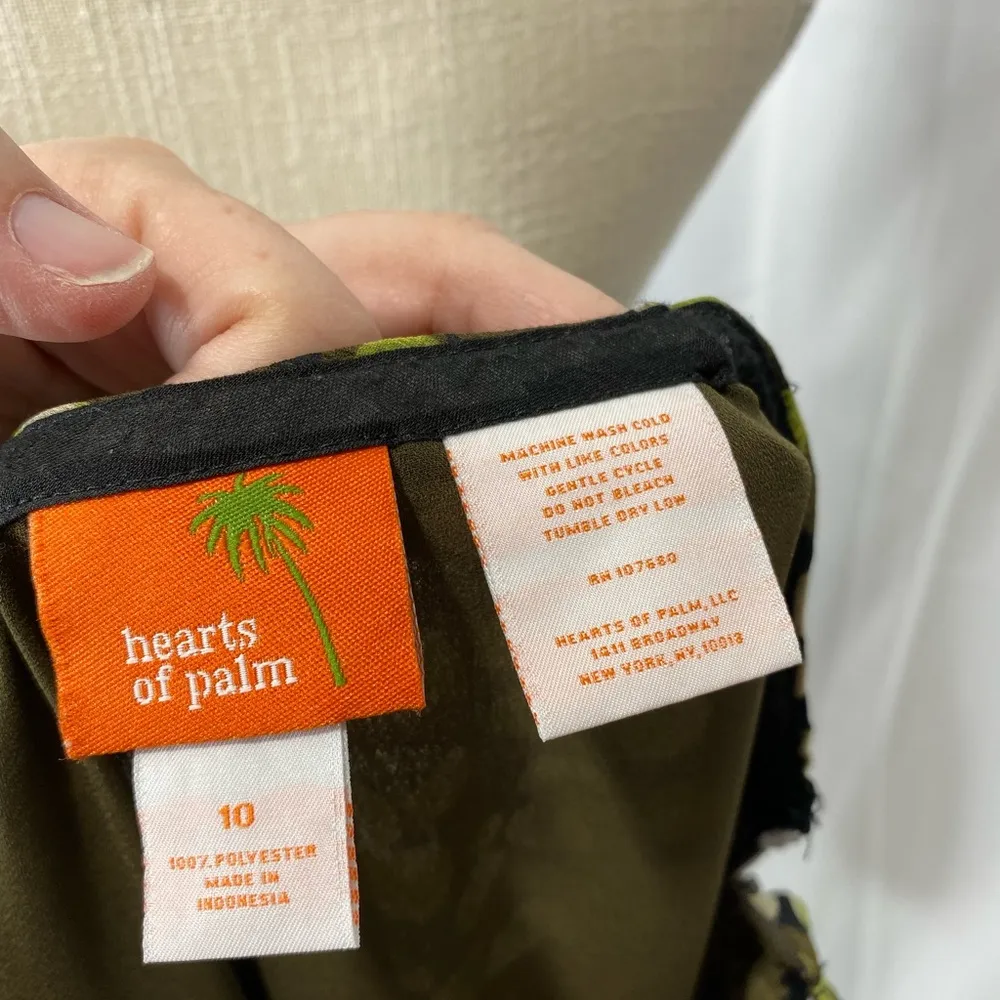 hearts
of palm
10
100% POLYESTER
MADE IN
INDONESIA
MACHINE WASH COLD
WITH LIKE COLORS
GENTLE CYCLE
DO NOT BLEACH
TUMBLE DRY LOW
RN 107680
HEARTS OF PALM, LLC
1411 BROADWAY
NEW YORK, NY, 10018